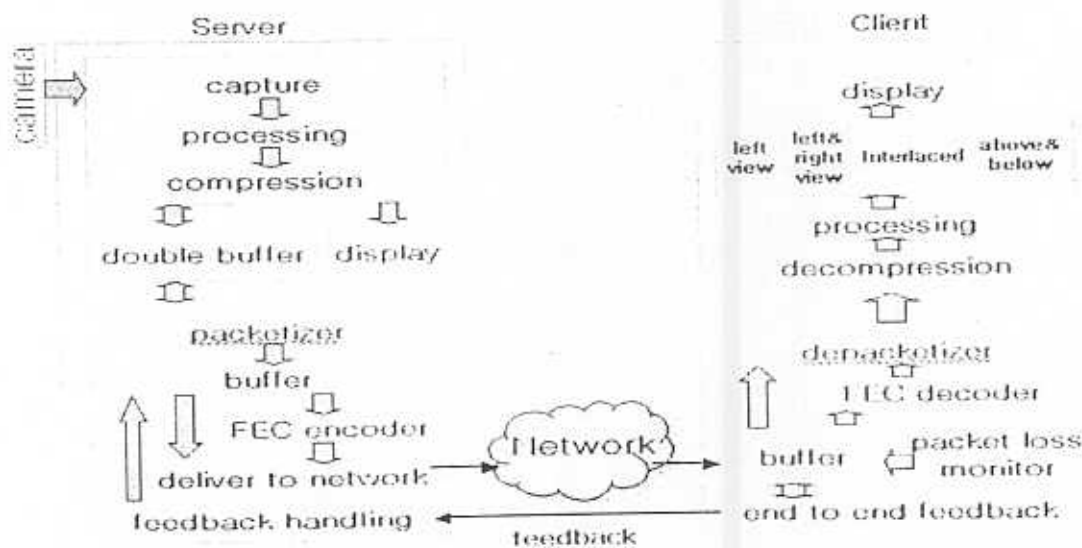 Server
camera
capture
processing
compression
double buffer
display
packetizer
buffer
FEC encoder
deliver to network
feedback handling
Network
feedback
Client
display
left
view
left&
right
view
Interlaced
above&
below
processing
decompression
depacketizer
FEC decoder
buffer
packet loss
monitor
end to end feedback